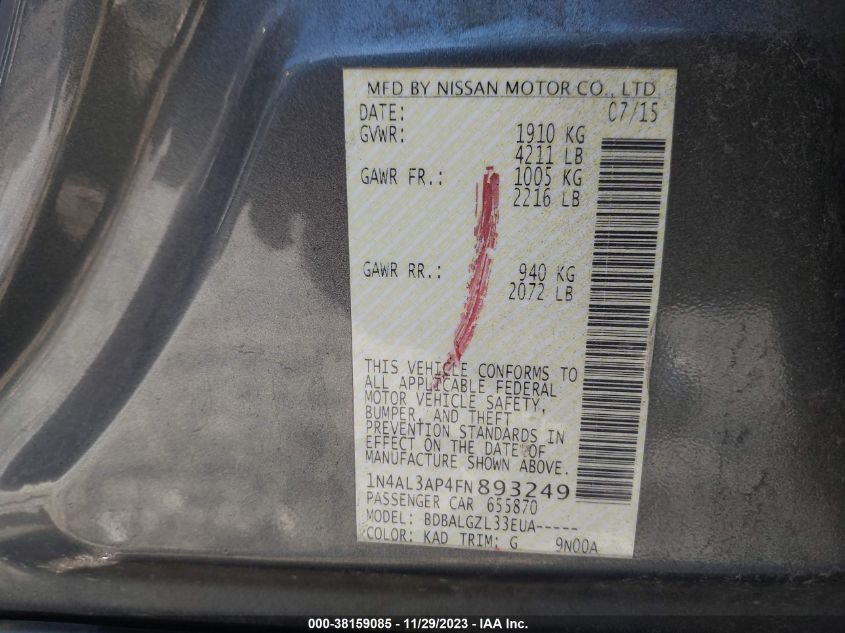 MFD BY NISSAN MOTOR CO., LTD
DATE: 07/15
GVWR: 1910 KG
4211 LB
GAWR FR.: 1005 KG
2216 LB
GAWR RR.: 940 KG
2072 LB
THIS VEHICLE CONFORMS TO
ALL APPLICABLE FEDERAL
MOTOR VEHICLE SAFETY,
BUMPER, AND THEFT
PREVENTION STANDARDS IN
EFFECT ON THE DATE OF
MANUFACTURE SHOWN ABOVE.
1N4AL3AP4FN893249
PASSENGER CAR 655870
MODEL: BDBALGZL33EUA-----
COLOR: KAD TRIM: G 9N00A
000-38159085 - 11/29/2023 - IAA Inc.